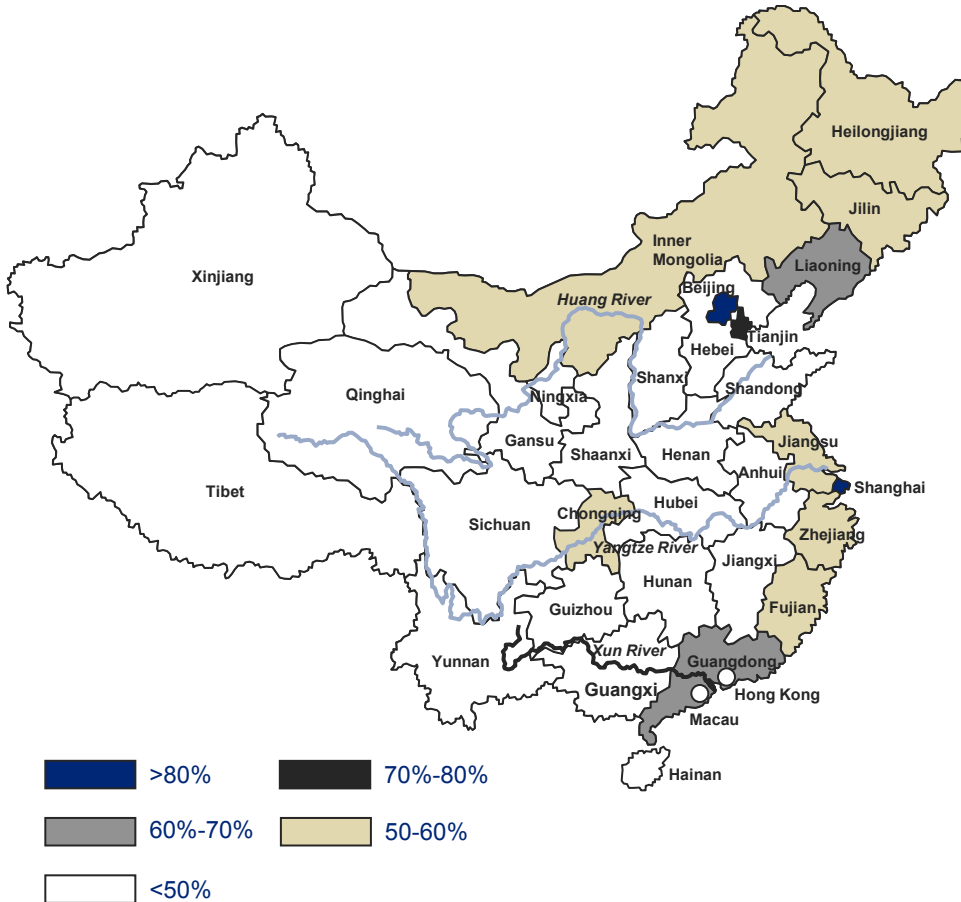 Heilongjiang
Jilin
Inner
Mongolia
Liaoning
Xinjiang
Beijing
Huang River
Tianjin
Hebei
Shanxi
Shandong
Qinghai
Ningxia
Gansu
Jiangsu
Shaanxi
Henan
Anhui
Tibet
Shanghai
Hubei
Chongqing
Sichuan
Zhejiang
Yangtze River
Jiangxi
Hunan
Guizhou
Fujian
Xun River
Yunnan
Guangdong
Guangxi
Hong Kong
Macau
Hainan
>80%
70%-80%
60%-70%
50-60%
<50%